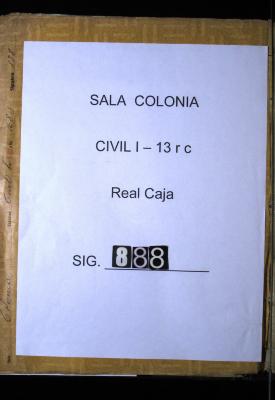 SALA COLONIA
CIVIL I – 13 r c
Real Caja
SIG. 888